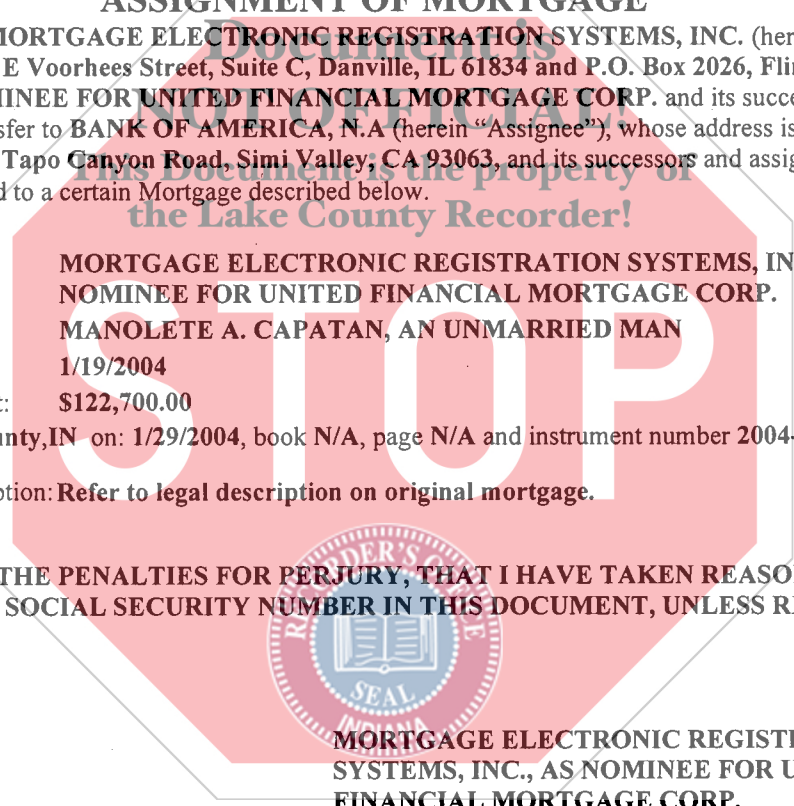 ASSIGNMENT OF MORTGAGE
MORTGAGE ELECTRONIC REGISTRATION SYSTEMS, INC. (her
E Voorhees Street, Suite C, Danville, IL 61834 and P.O. Box 2026, Fli
MINEE FOR UNITED FINANCIAL MORTGAGE CORP. and its succe
sfer to BANK OF AMERICA, N.A (herein “Assignee”), whose address is
Tapo Canyon Road, Simi Valley, CA 93063, and its successors and assig
d to a certain Mortgage described below.
Document is
NOT OFFICIAL!
This Document is the property of
the Lake County Recorder!
MORTGAGE ELECTRONIC REGISTRATION SYSTEMS, IN
NOMINEE FOR UNITED FINANCIAL MORTGAGE CORP.
MANOLETE A. CAPATAN, AN UNMARRIED MAN
1/19/2004
t: $122,700.00
unty,IN on: 1/29/2004, book N/A, page N/A and instrument number 2004-
STOP
ption: Refer to legal description on original mortgage.
THE PENALTIES FOR PERJURY, THAT I HAVE TAKEN REASO
SOCIAL SECURITY NUMBER IN THIS DOCUMENT, UNLESS RE
RECORDER'S OFFICE
SEAL
INDIANA
MORTGAGE ELECTRONIC REGISTR
SYSTEMS, INC., AS NOMINEE FOR U
FINANCIAL MORTGAGE CORP.